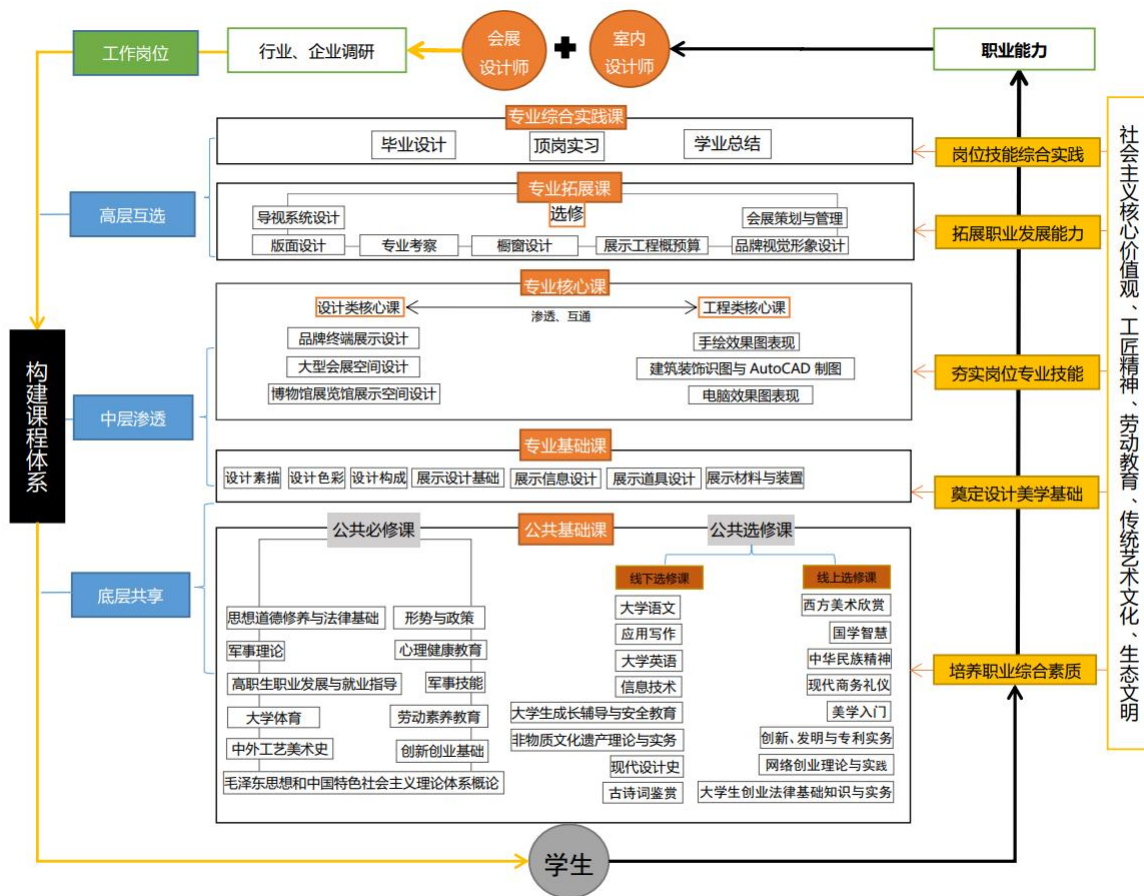 工作岗位
行业、企业调研
会展
设计师
室内
设计师
职业能力
专业综合实践课
毕业设计
顶岗实习
学业总结
岗位技能综合实践
高层互选
专业拓展课
导视系统设计
选修
会展策划与管理
版面设计
专业考察
橱窗设计
展示工程概预算
品牌视觉形象设计
拓展职业发展能力
专业核心课
设计类核心课
渗透、互通
工程类核心课
品牌终端展示设计
手绘效果图表现
大型会展空间设计
建筑装饰识图与 AutoCAD 制图
博物馆展览馆展示空间设计
电脑效果图表现
夯实岗位专业技能
构建课程体系
中层渗透
专业基础课
设计素描
设计色彩
设计构成
展示设计基础
展示信息设计
展示道具设计
展示材料与装置
奠定设计美学基础
底层共享
公共必修课
公共基础课
公共选修课
线下选修课
线上选修课
思想道德修养与法律基础
形势与政策
军事理论
心理健康教育
高职生职业发展与就业指导
军事技能
大学体育
劳动素养教育
中外工艺美术史
创新创业基础
毛泽东思想和中国特色社会主义理论体系概论
大学语文
应用写作
大学英语
信息技术
大学生成长辅导与安全教育
非物质文化遗产理论与实务
现代设计史
古诗词鉴赏
西方美术欣赏
国学智慧
中华民族精神
现代商务礼仪
美学入门
创新、发明与专利实务
网络创业理论与实践
大学生创业法律基础知识与实务
培养职业综合素质
社会主义核心价值观、工匠精神、劳动教育、传统艺术文化、生态文明
学生